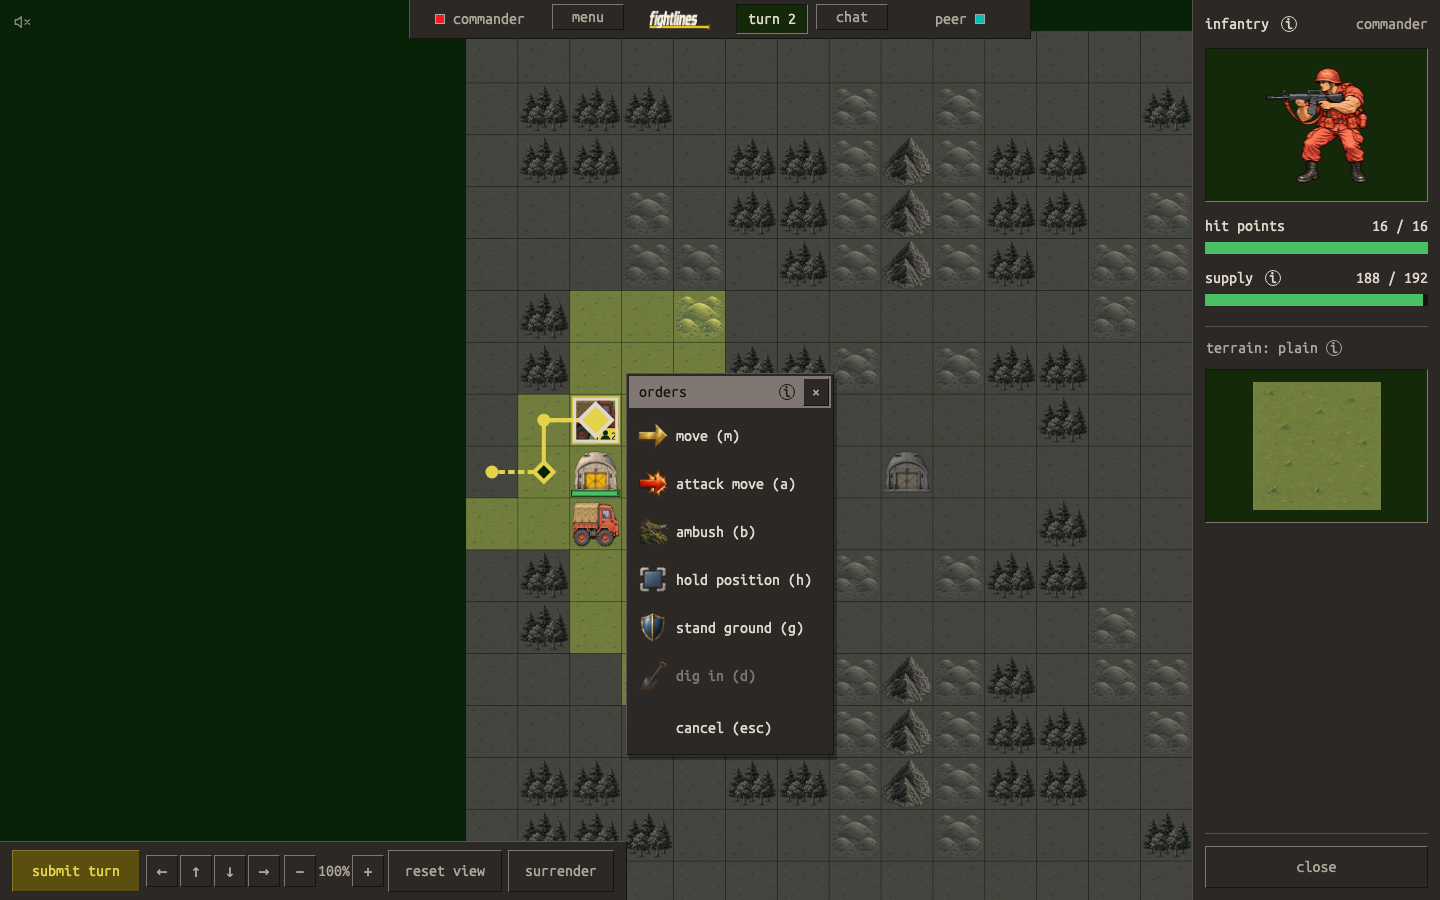 commander
menu
fightlines
turn 2
chat
peer
infantry i
commander
hit points
16 / 16
supply i
188 / 192
terrain: plain i
orders i ×
move (m)
attack move (a)
ambush (b)
hold position (h)
stand ground (g)
dig in (d)
cancel (esc)
submit turn
← ↑ ↓ → − 100% +
reset view
surrender
close